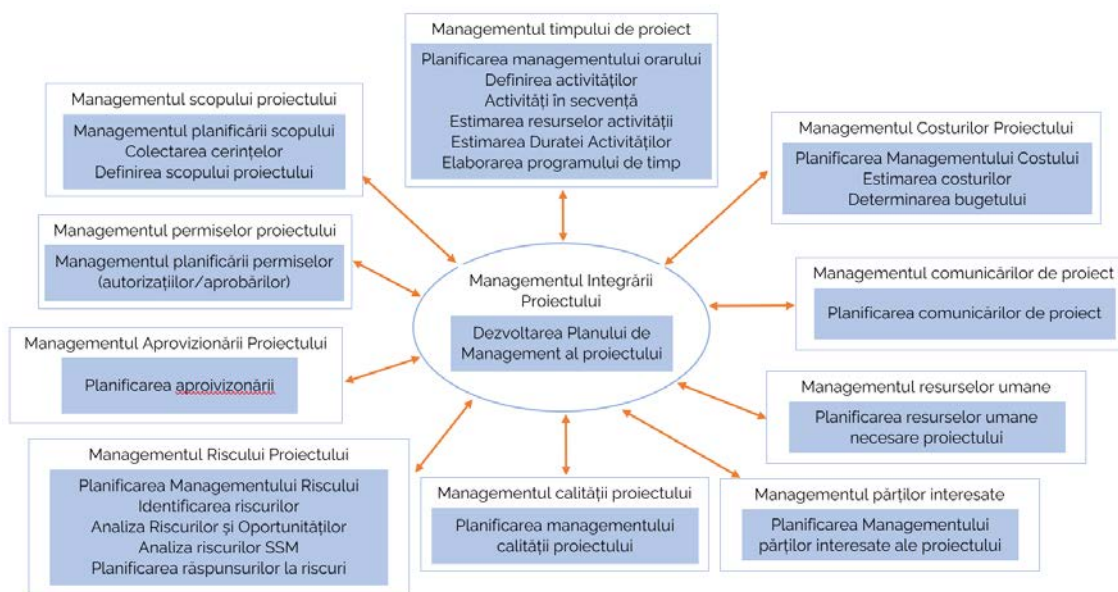 Managementul timpului de proiect
Planificarea managementului orarului
Definirea activităților
Activități în secvență
Estimarea resurselor activității
Estimarea Duratei Activităților
Elaborarea programului de timp
Managementul scopului proiectului
Managementul planificării scopului
Colectarea cerințelor
Definirea scopului proiectului
Managementul Costurilor Proiectului
Planificarea Managementului Costului
Estimarea costurilor
Determinarea bugetului
Managementul permiselor proiectului
Managementul planificării permiselor
(autorizațiilor/aprobărilor)
Managementul Integrării
Proiectului
Dezvoltarea Planului de
Management al proiectului
Managementul comunicărilor de proiect
Planificarea comunicărilor de proiect
Managementul Aprovizionării Proiectului
Planificarea aproivizonării
Managementul resurselor umane
Planificarea resurselor umane
necesare proiectului
Managementul Riscului Proiectului
Planificarea Managementului Riscului
Identificarea riscurilor
Analiza Riscurilor și Oportunităților
Analiza riscurilor SSM
Planificarea răspunsurilor la riscuri
Managementul calității proiectului
Planificarea managementului
calității proiectului
Managementul părților interesate
Planificarea Managementului
părților interesate ale proiectului